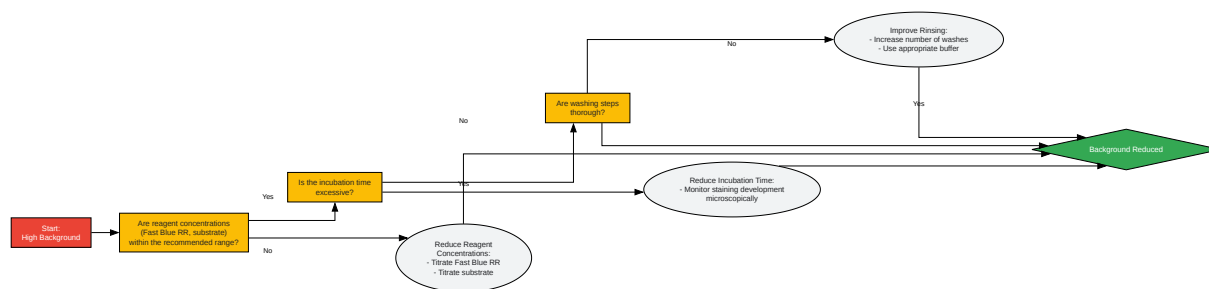 Start:
High Background
Are reagent concentrations
(Fast Blue RR, substrate)
within the recommended range?
Yes
No
Is the incubation time
excessive?
Reduce Reagent
Concentrations:
- Titrate Fast Blue RR
- Titrate substrate
No
Yes
Are washing steps
thorough?
Reduce Incubation Time:
- Monitor staining development
microscopically
No
Improve Rinsing:
- Increase number of washes
- Use appropriate buffer
Yes
Background Reduced